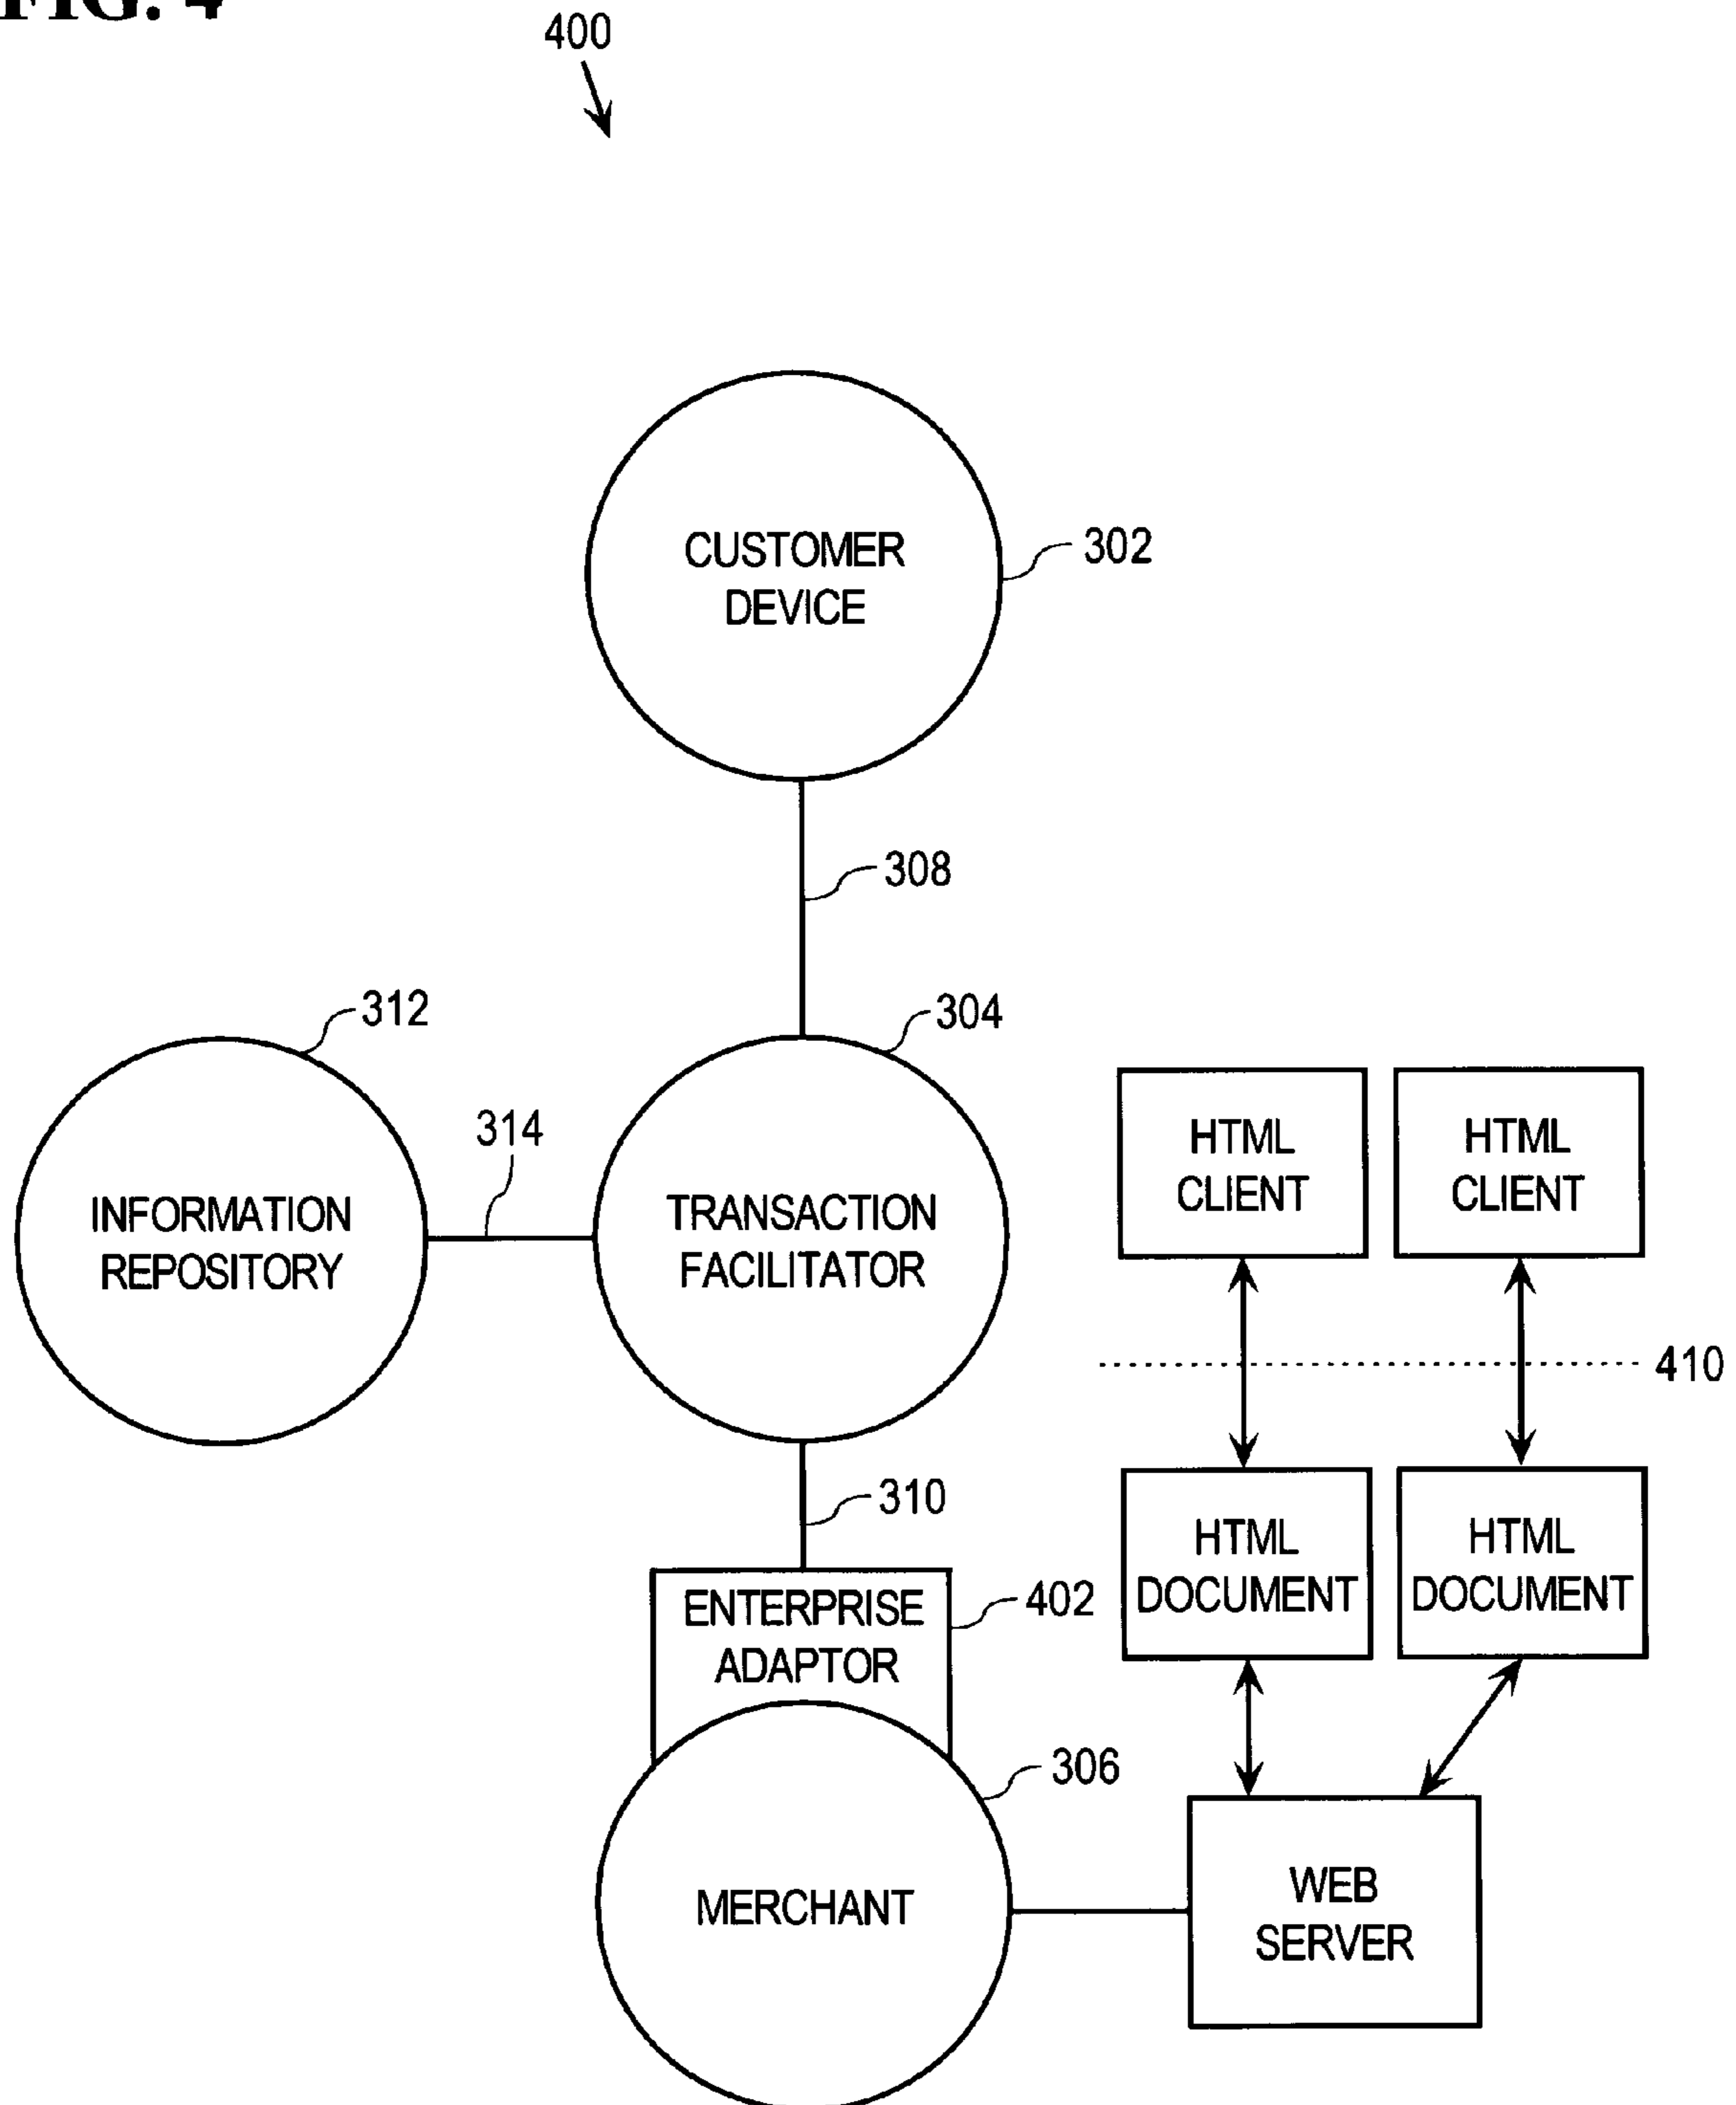 FIG. 4
400
CUSTOMER
DEVICE
302
308
312
304
314
INFORMATION
REPOSITORY
TRANSACTION
FACILITATOR
HTML
CLIENT
HTML
CLIENT
410
310
HTML
DOCUMENT
HTML
DOCUMENT
ENTERPRISE
ADAPTOR
402
306
MERCHANT
WEB
SERVER